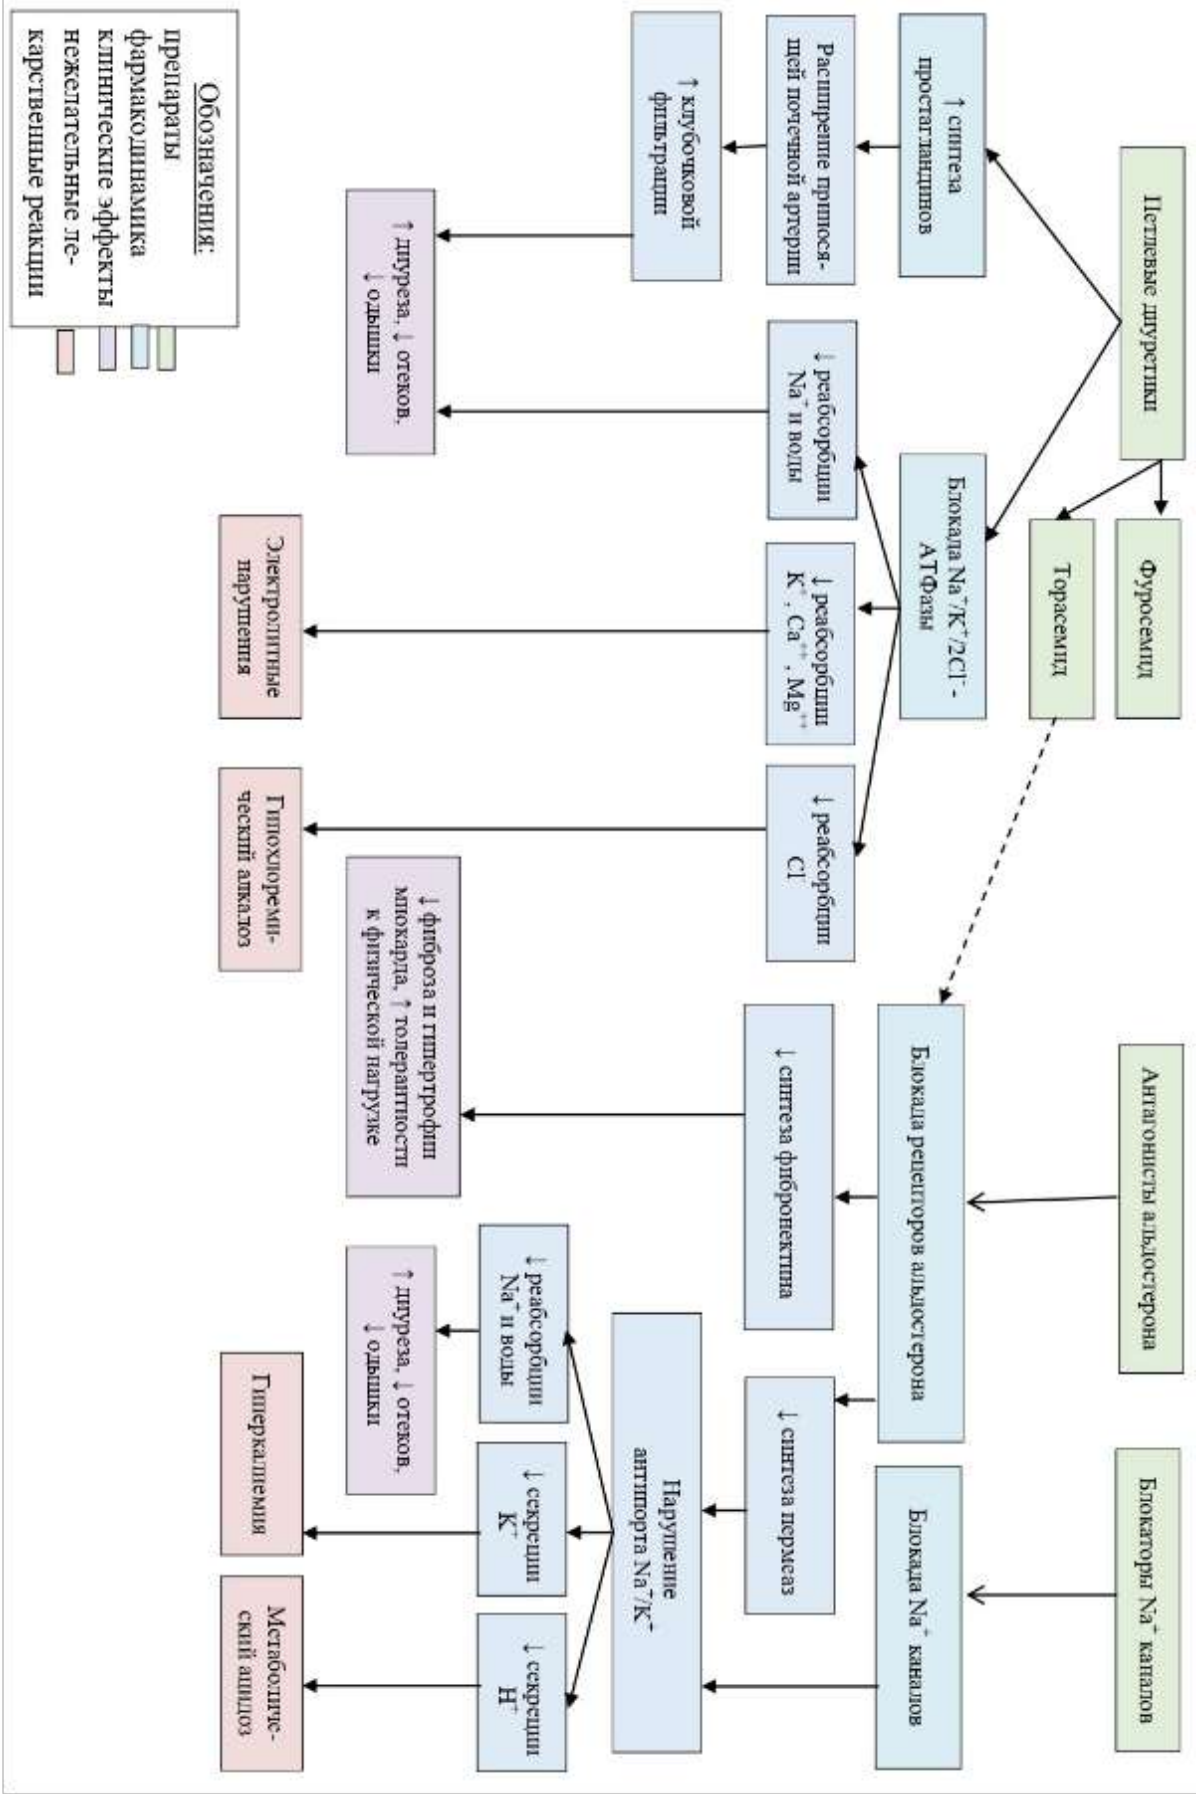 Петлевые диуретики
Антагонисты альдостерона
Блокаторы Na⁺ каналов
Фуросемид
Торасемид
↑ синтеза
простагландинов
Блокада Na⁺/K⁺/2Cl⁻-
АТФазы
Блокада рецепторов альдостерона
Блокада Na⁺ каналов
Расширение принося-
щей почечной артерии
↓ реабсорбции
Na⁺ и воды
↓ реабсорбции
K⁺, Ca⁺⁺, Mg⁺⁺
↓ реабсорбции
Cl
↓ синтеза фибронектина
↓ синтеза пермеаз
↑ клубочковой
фильтрации
Нарушение
антипорта Na⁺/K⁺
↓ реабсорбции
Na⁺ и воды
↓ секреции
K⁺
↓ секреции
H⁺
↑ диуреза, ↓ отеков,
↓ одышки
↓ фиброза и гипертрофии
миокарда, ↑ толерантности
к физической нагрузке
↑ диуреза, ↓ отеков,
↓ одышки
Электролитные
нарушения
Гипохлореми-
ческий алкалоз
Гиперкалиемия
Метаболиче-
ский ацидоз
Обозначения:
препараты
фармакодинамика
клинические эффекты
нежелательные ле-
карственные реакции